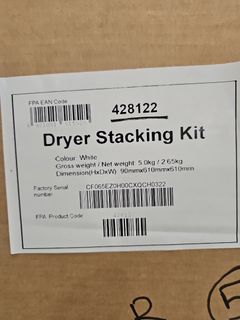 FPA EAN Code
428122
Dryer Stacking Kit
Colour: White
Gross weight / Net weight: 5.0kg / 2.65kg
Dimension(HxDxW): 90mmx610mmx610mm
Factory Serial number
CF065EZ0H00CXQCH0322
FPA Product Code
R 5